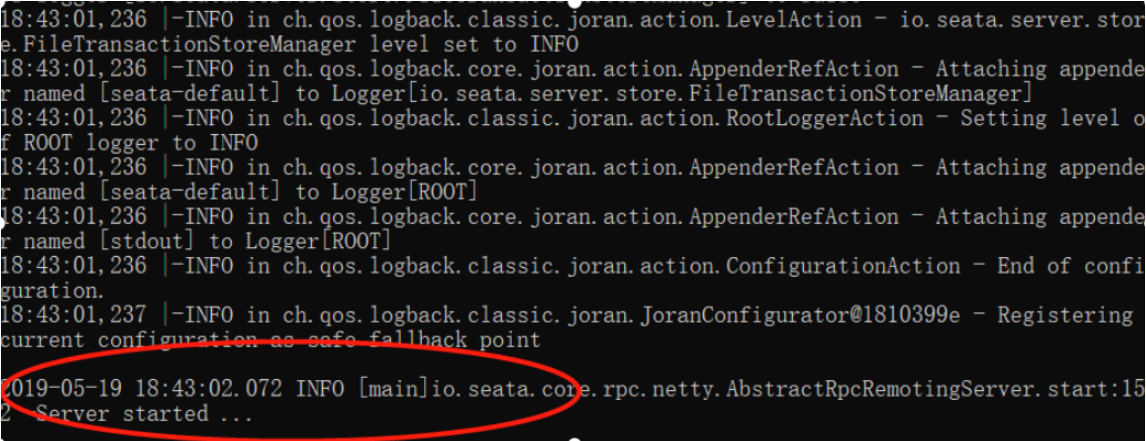 18:43:01,236 |-INFO in ch.qos.logback.classic.joran.action.LevelAction - io.seata.server.stor
e.FileTransactionStoreManager level set to INFO
18:43:01,236 |-INFO in ch.qos.logback.core.joran.action.AppenderRefAction - Attaching appende
r named [seata-default] to Logger[io.seata.server.store.FileTransactionStoreManager]
18:43:01,236 |-INFO in ch.qos.logback.classic.joran.action.RootLoggerAction - Setting level o
f ROOT logger to INFO
18:43:01,236 |-INFO in ch.qos.logback.core.joran.action.AppenderRefAction - Attaching appende
r named [seata-default] to Logger[ROOT]
18:43:01,236 |-INFO in ch.qos.logback.core.joran.action.AppenderRefAction - Attaching appende
r named [stdout] to Logger[ROOT]
18:43:01,236 |-INFO in ch.qos.logback.classic.joran.action.ConfigurationAction - End of confi
guration.
18:43:01,237 |-INFO in ch.qos.logback.classic.joran.JoranConfigurator@1810399e - Registering
current configuration as safe fallback point
2019-05-19 18:43:02.072 INFO [main]io.seata.core.rpc.netty.AbstractRpcRemotingServer.start:15
2 -Server started ...